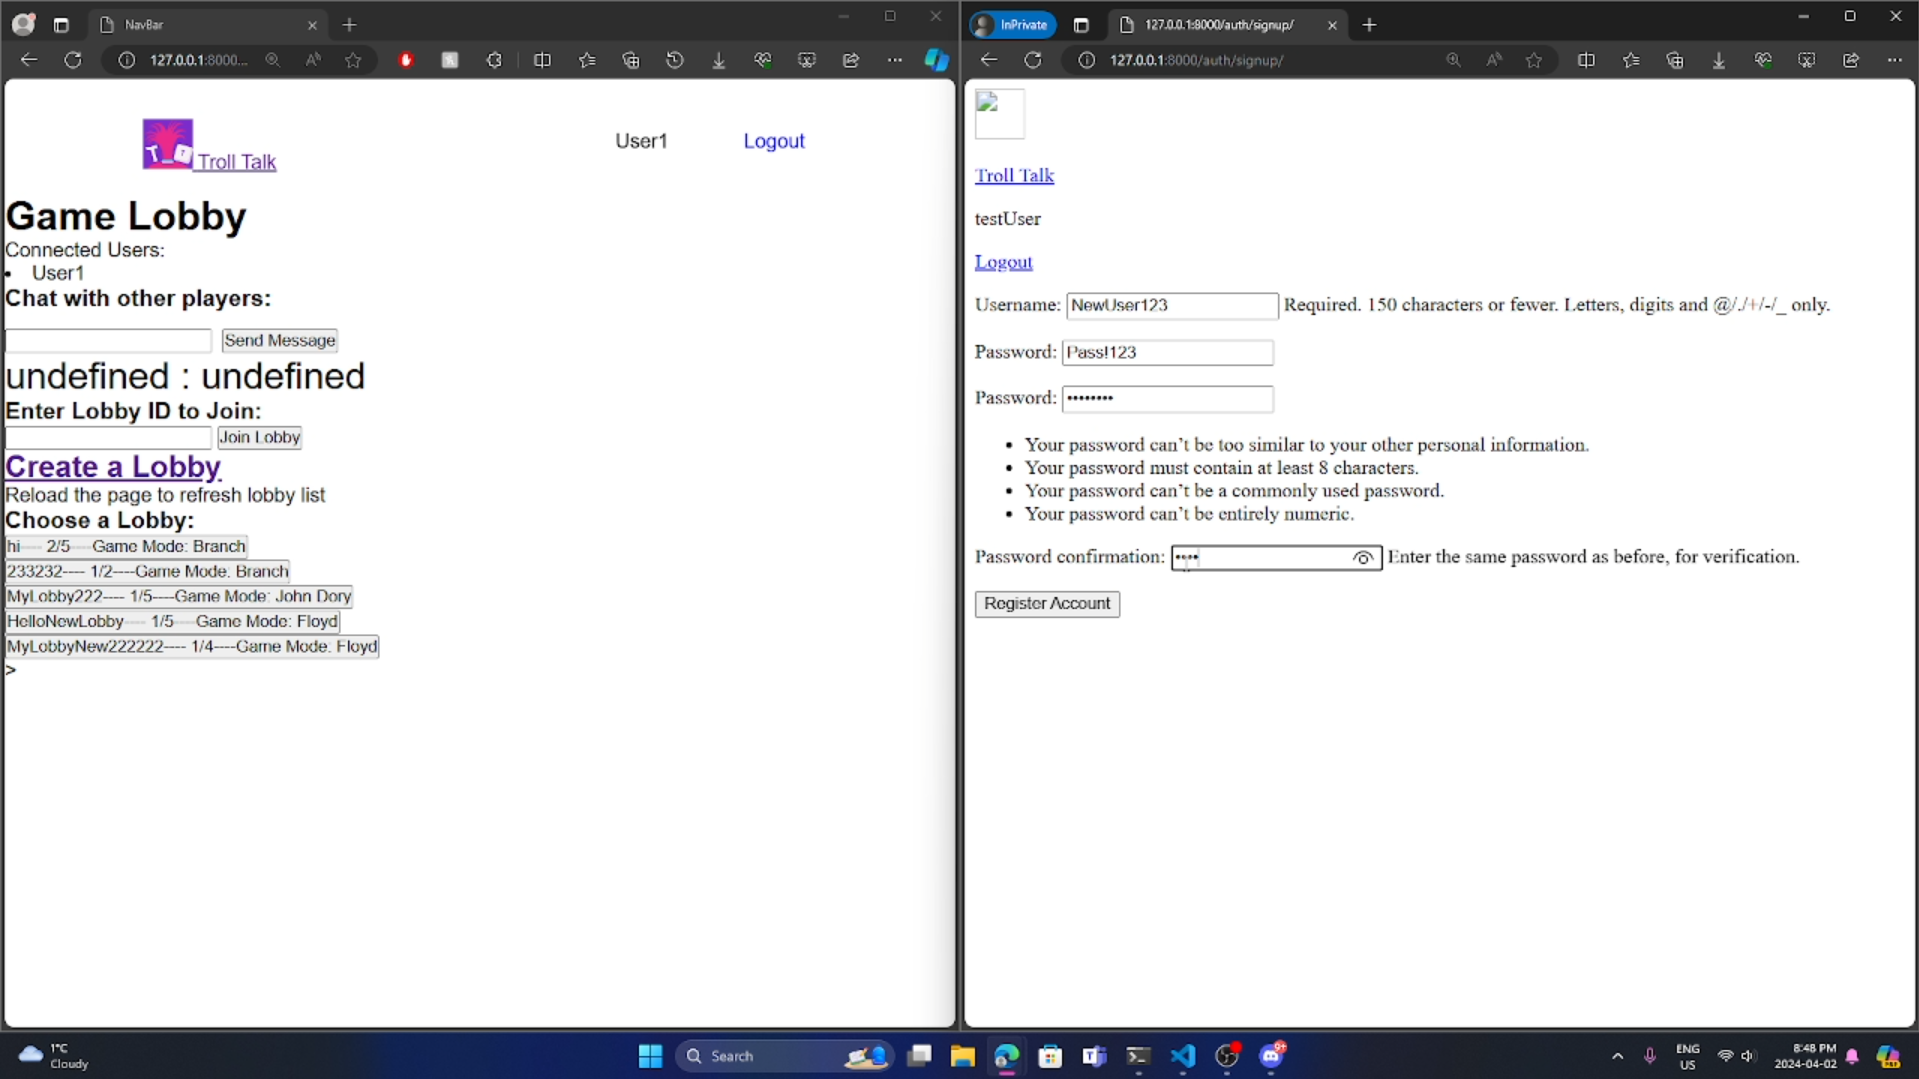 NavBar
127.0.0.1:8000...
T_T Troll Talk
User1
Logout
Game Lobby
Connected Users:
• User1
Chat with other players:
Send Message
undefined : undefined
Enter Lobby ID to Join:
Join Lobby
Create a Lobby
Reload the page to refresh lobby list
Choose a Lobby:
hi---- 2/5----Game Mode: Branch
233232---- 1/2----Game Mode: Branch
MyLobby222---- 1/5----Game Mode: John Dory
HelloNewLobby---- 1/5----Game Mode: Floyd
MyLobbyNew222222---- 1/4----Game Mode: Floyd
>
InPrivate
127.0.0.1:8000/auth/signup/
127.0.0.1:8000/auth/signup/
Troll Talk
testUser
Logout
Username: NewUser123 Required. 150 characters or fewer. Letters, digits and @/./+/-/_ only.
Password: Pass!123
Password: ••••••••
• Your password can’t be too similar to your other personal information.
• Your password must contain at least 8 characters.
• Your password can’t be a commonly used password.
• Your password can’t be entirely numeric.
Password confirmation: •••• Enter the same password as before, for verification.
Register Account
1°C
Cloudy
Search
9+
ENG
US
8:48 PM
2024-04-02